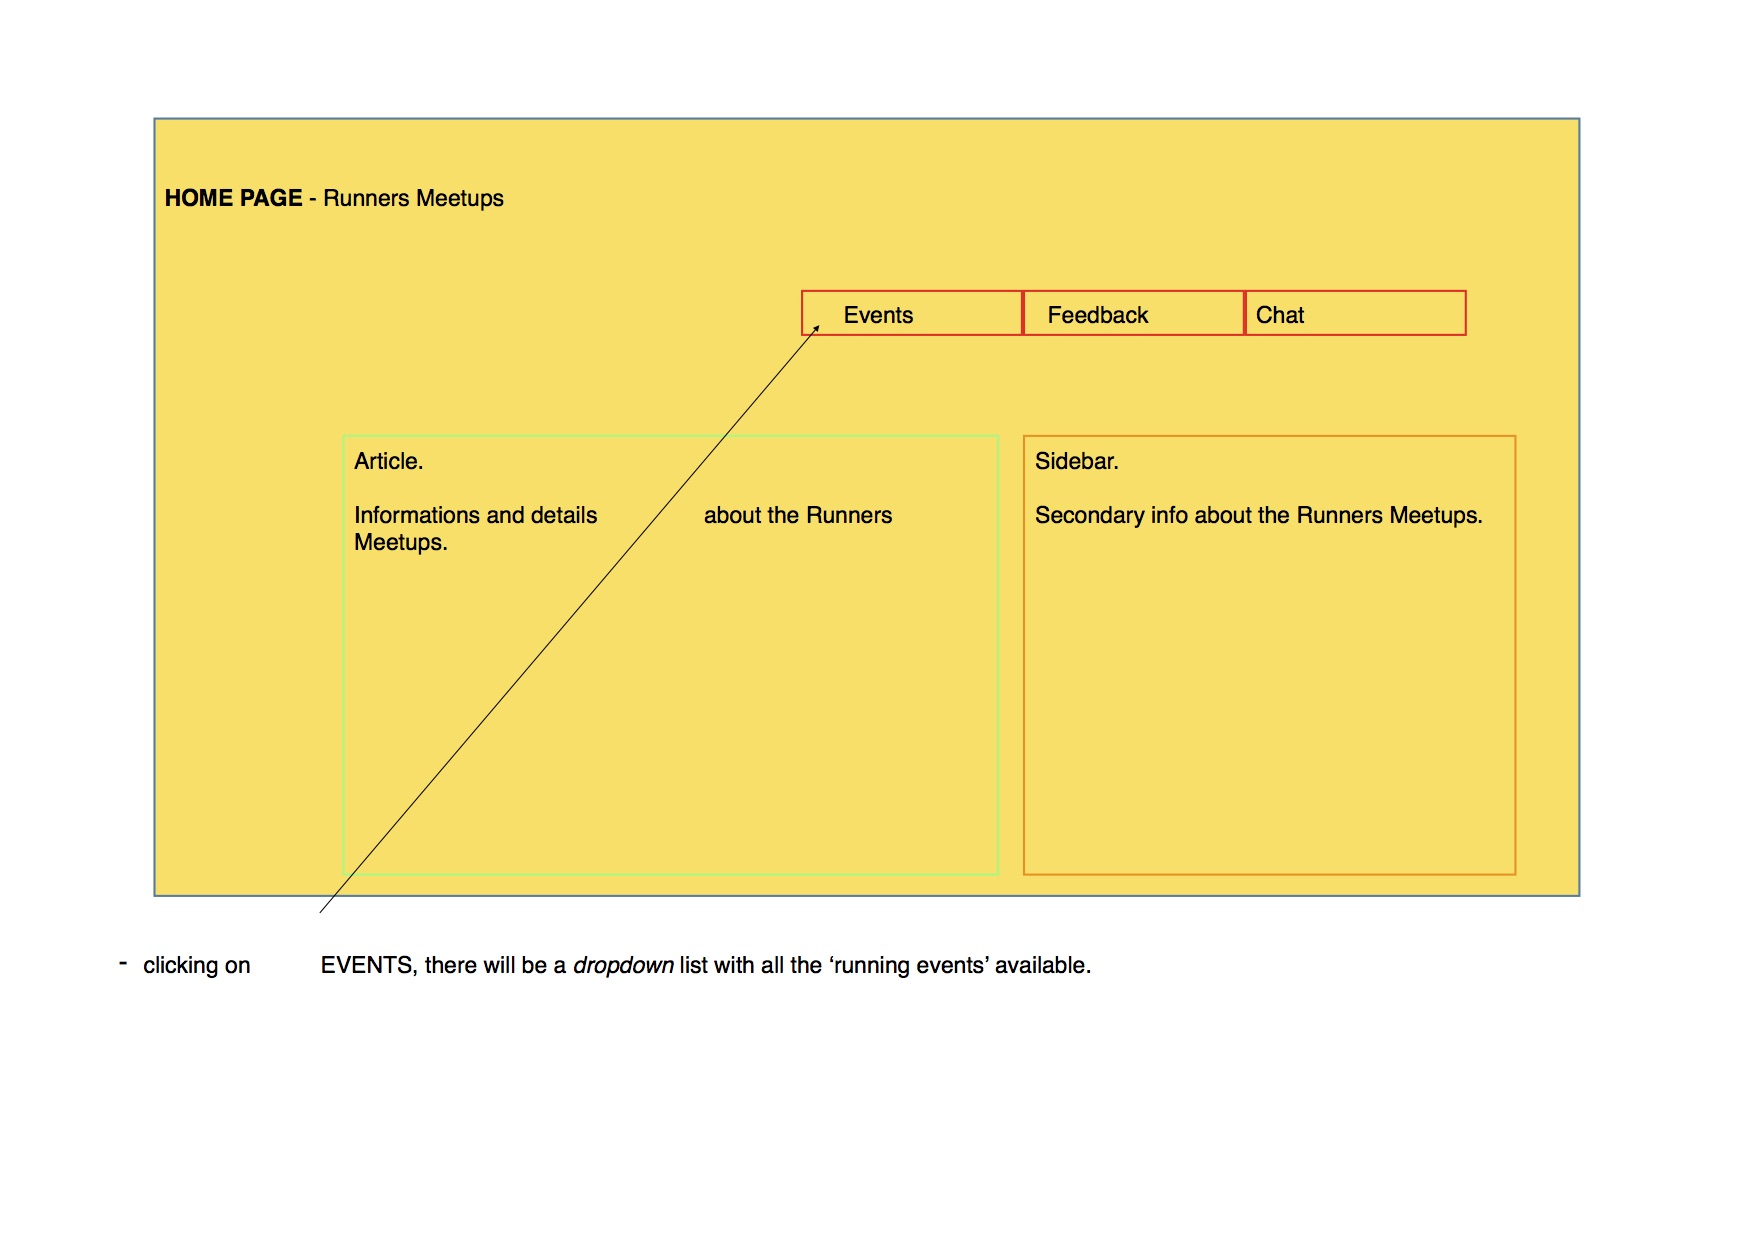 HOME PAGE - Runners Meetups
Events Feedback Chat
Article.
Informations and details about the Runners
Meetups.
Sidebar.
Secondary info about the Runners Meetups.
- clicking on EVENTS, there will be a dropdown list with all the ‘running events’ available.